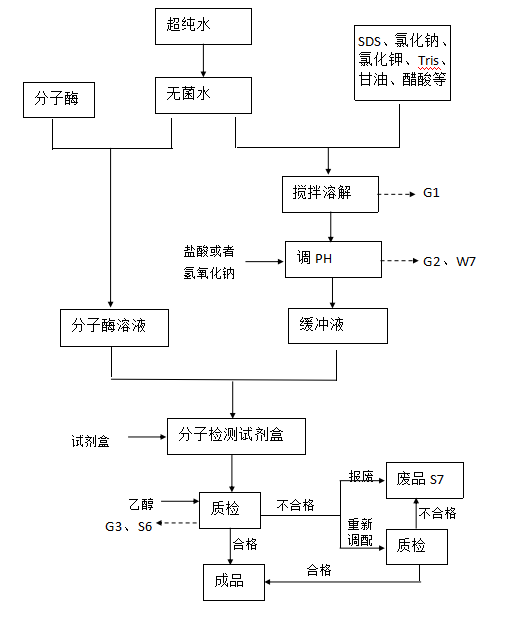 超纯水
SDS、氯化钠、
氯化钾、Tris、
甘油、醋酸等
分子酶
无菌水
搅拌溶解
G1
盐酸或者
氢氧化钠
调PH
G2、W7
分子酶溶液
缓冲液
试剂盒
分子检测试剂盒
报废
废品S7
乙醇
质检
不合格
不合格
G3、S6
重新
调配
质检
合格
成品
合格